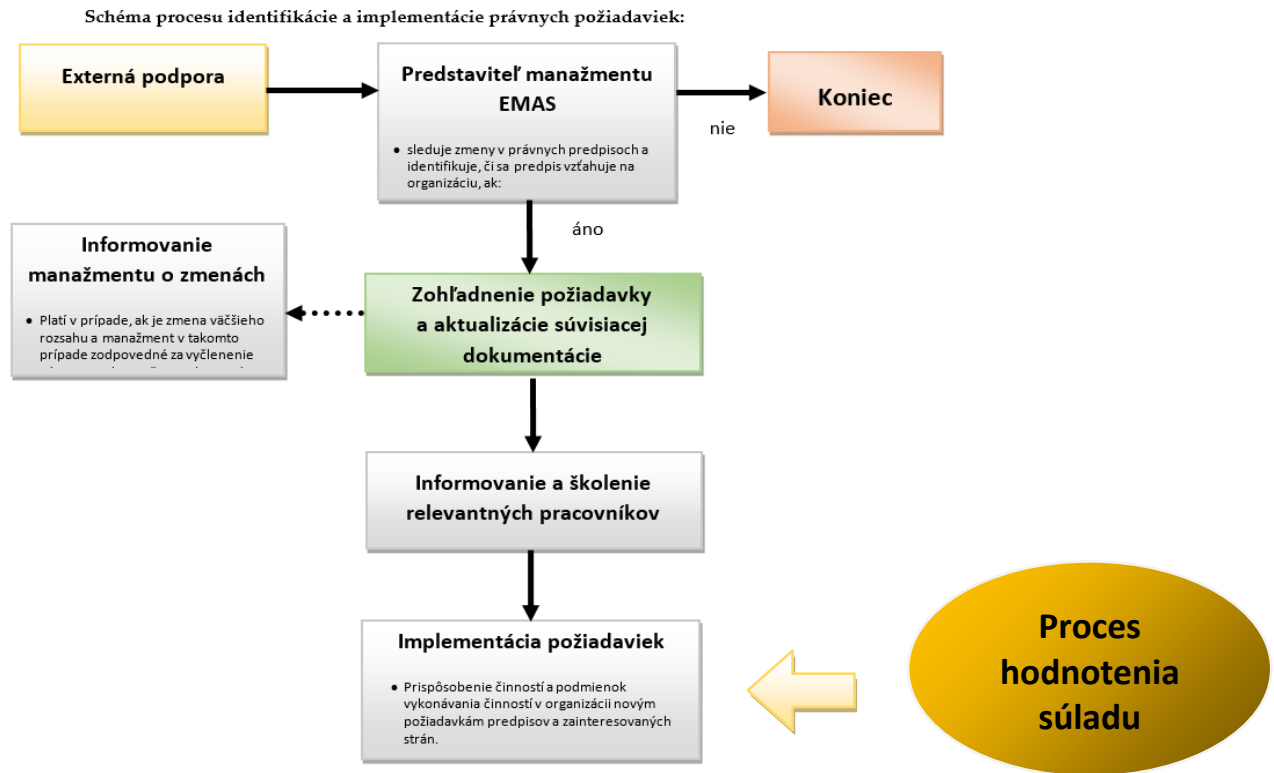 Schéma procesu identifikácie a implementácie právnych požiadaviek:
Externá podpora
Predstaviteľ manažmentu
EMAS
• sleduje zmeny v právnych predpisoch a
identifikuje, či sa predpis vzťahuje na
organizáciu, ak:
nie
Koniec
áno
Informovanie
manažmentu o zmenách
• Platí v prípade, ak je zmena väčšieho
rozsahu a manažment v takomto
prípade zodpovedné za vyčlenenie
Zohľadnenie požiadavky
a aktualizácie súvisiacej
dokumentácie
Informovanie a školenie
relevantných pracovníkov
Implementácia požiadaviek
• Prispôsobenie činností a podmienok
vykonávania činností v organizácii novým
požiadavkám predpisov a zainteresovaných
strán.
Proces
hodnotenia
súladu